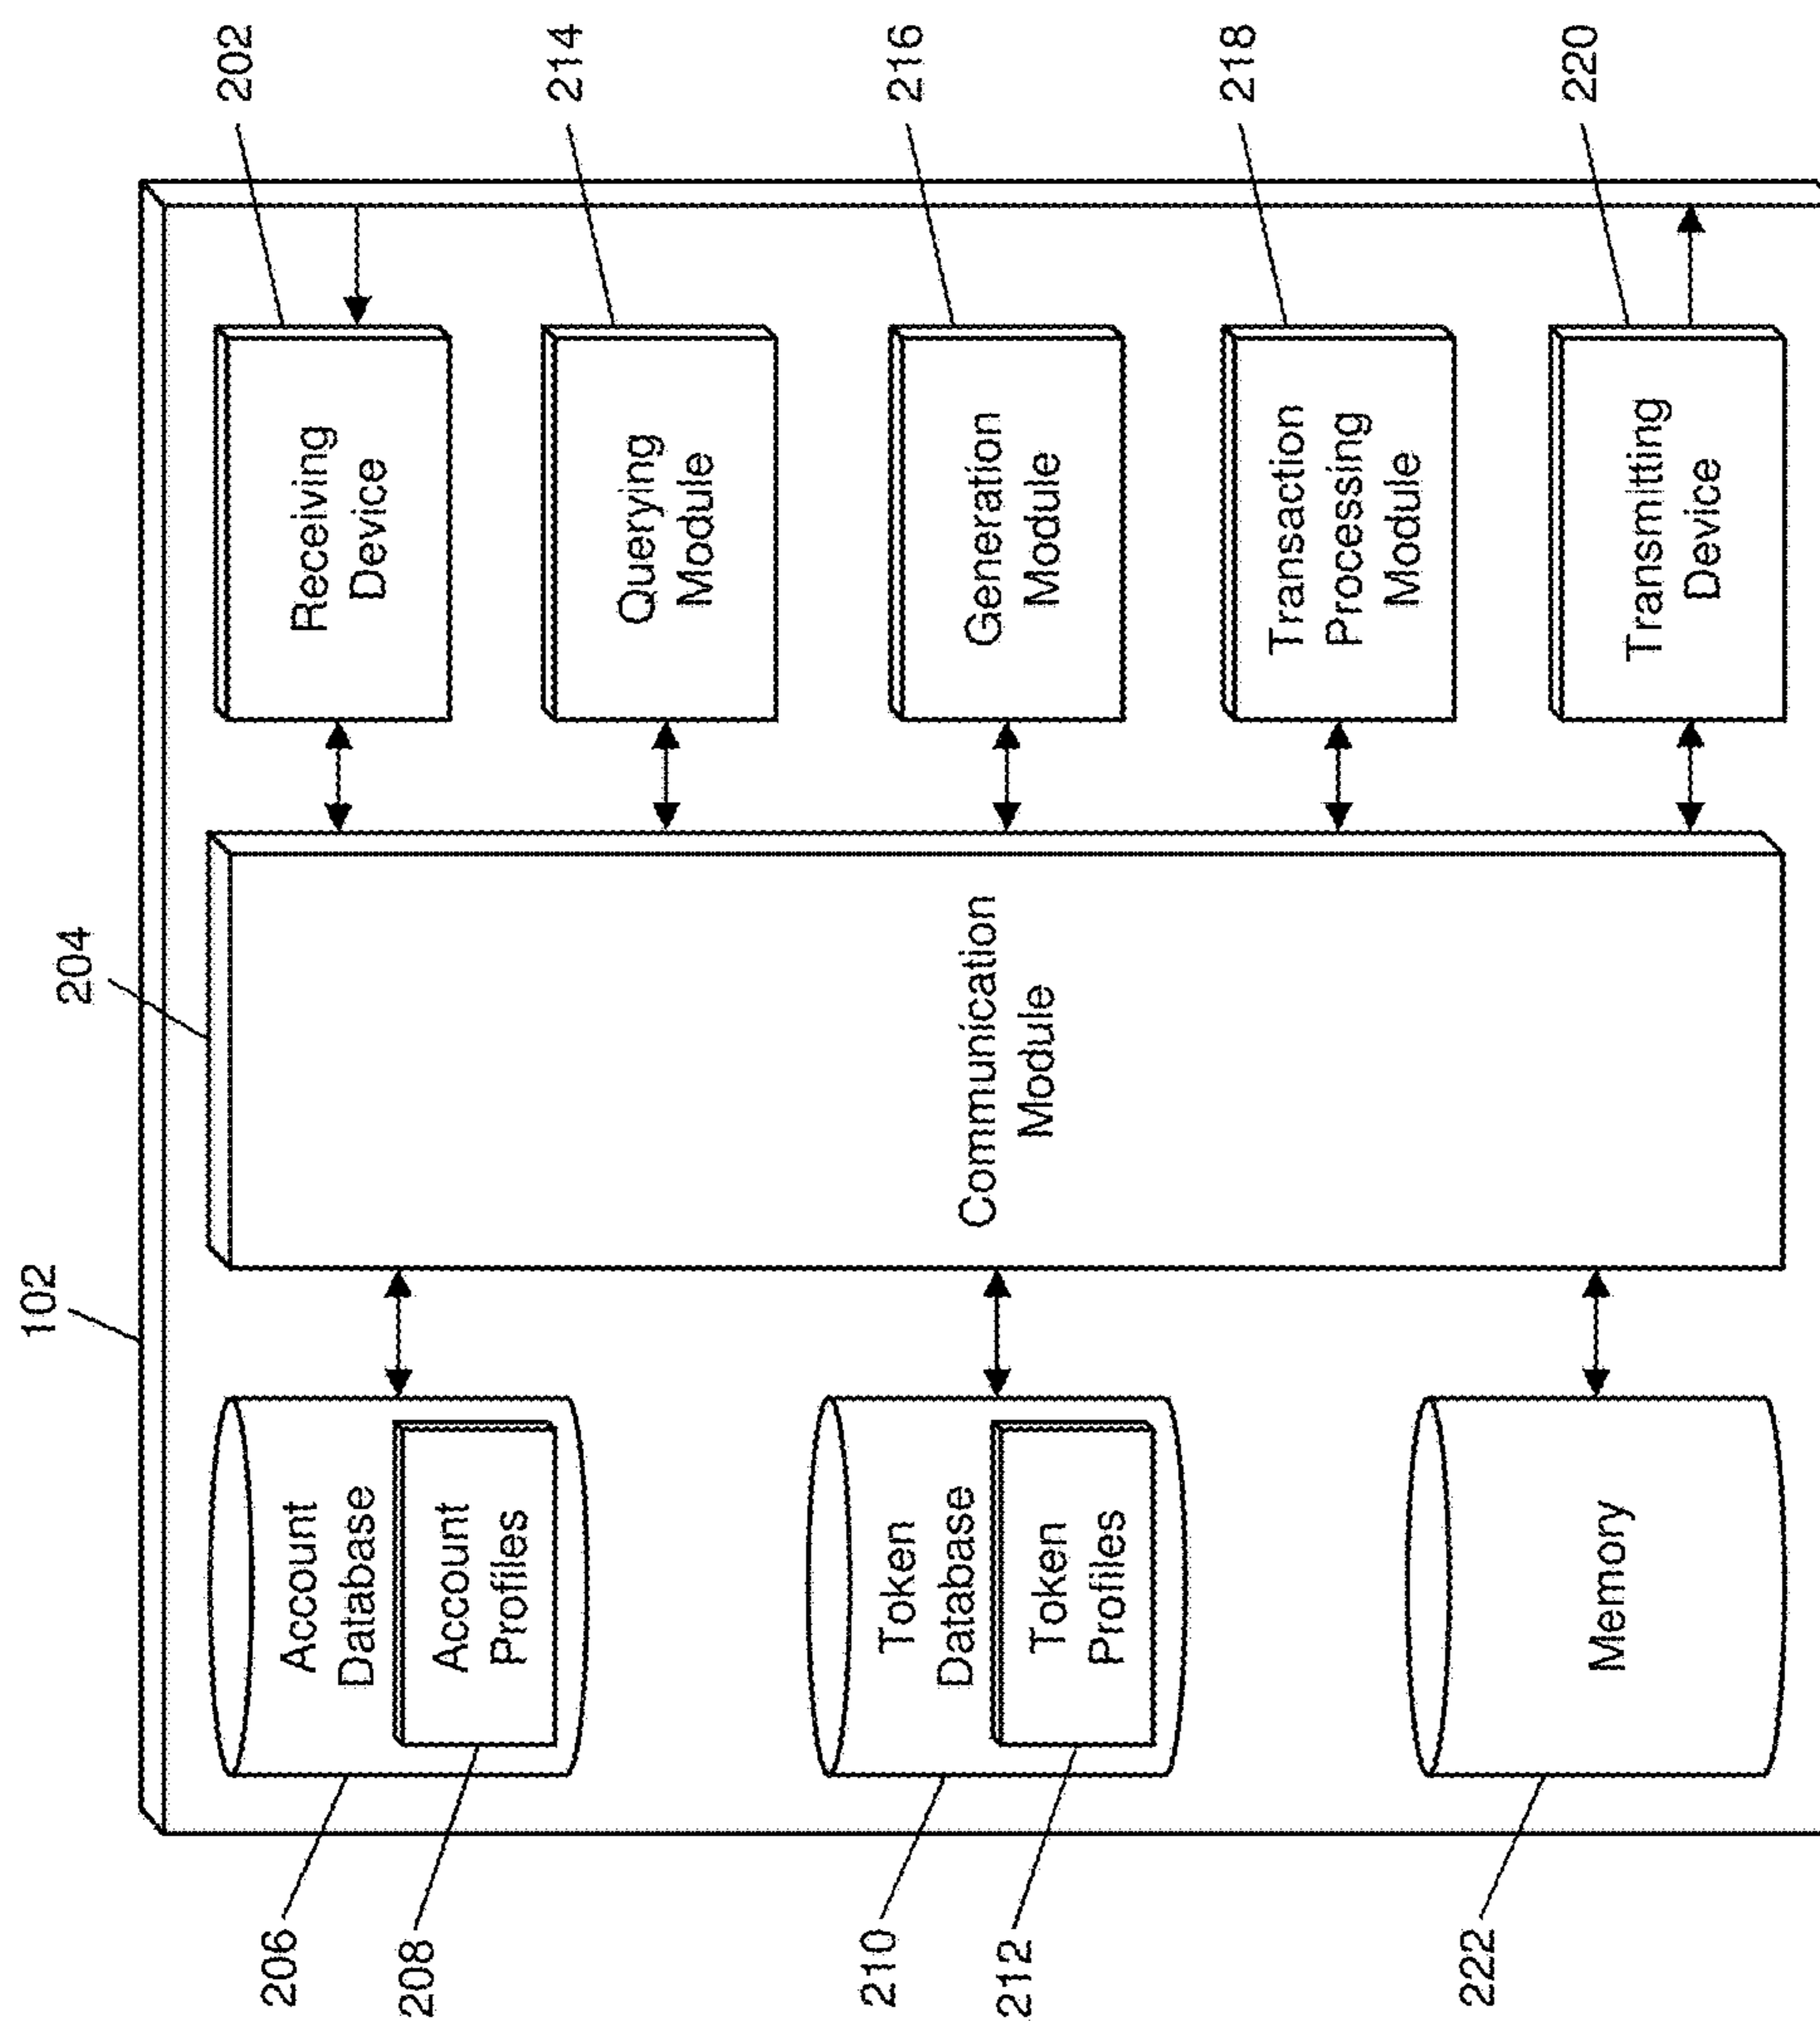 102
204
206
Account
Database
208
Account
Profiles
210
Token
Database
212
Token
Profiles
222
Memory
Communication
Module
Receiving
Device
202
Querying
Module
214
Generation
Module
216
Transaction
Processing
Module
218
Transmitting
Device
220